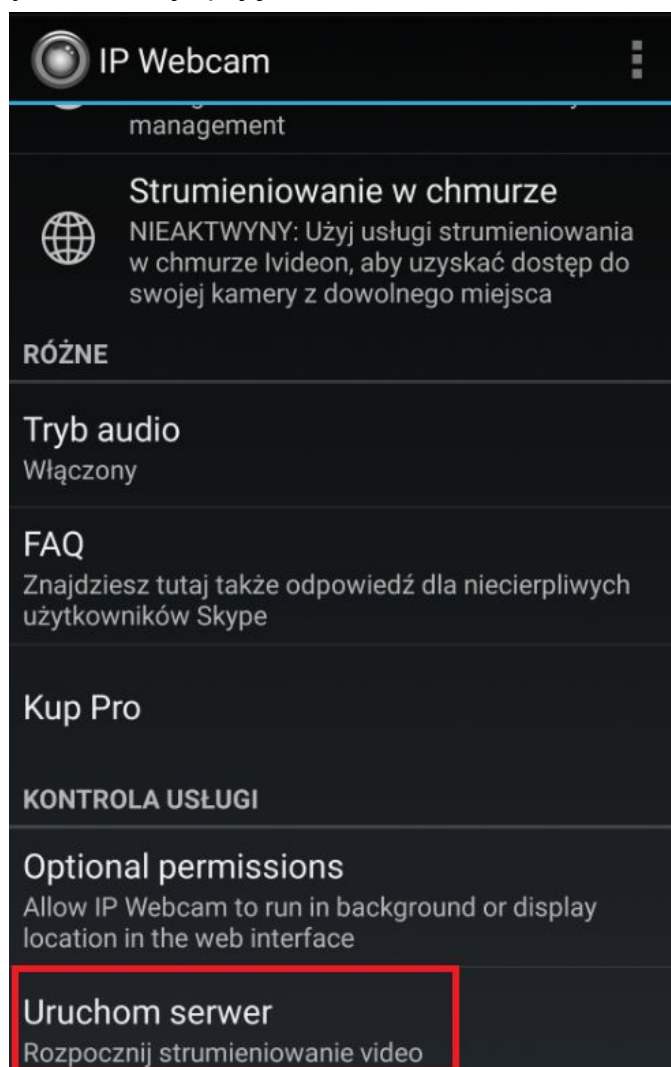 IP Webcam
management
Strumieniowanie w chmurze
NIEAKTWYNY: Użyj usługi strumieniowania
w chmurze Ivideon, aby uzyskać dostęp do
swojej kamery z dowolnego miejsca
RÓŻNE
Tryb audio
Włączony
FAQ
Znajdziesz tutaj także odpowiedź dla niecierpliwych
użytkowników Skype
Kup Pro
KONTROLA USŁUGI
Optional permissions
Allow IP Webcam to run in background or display
location in the web interface
Uruchom serwer
Rozpocznij strumieniowanie video